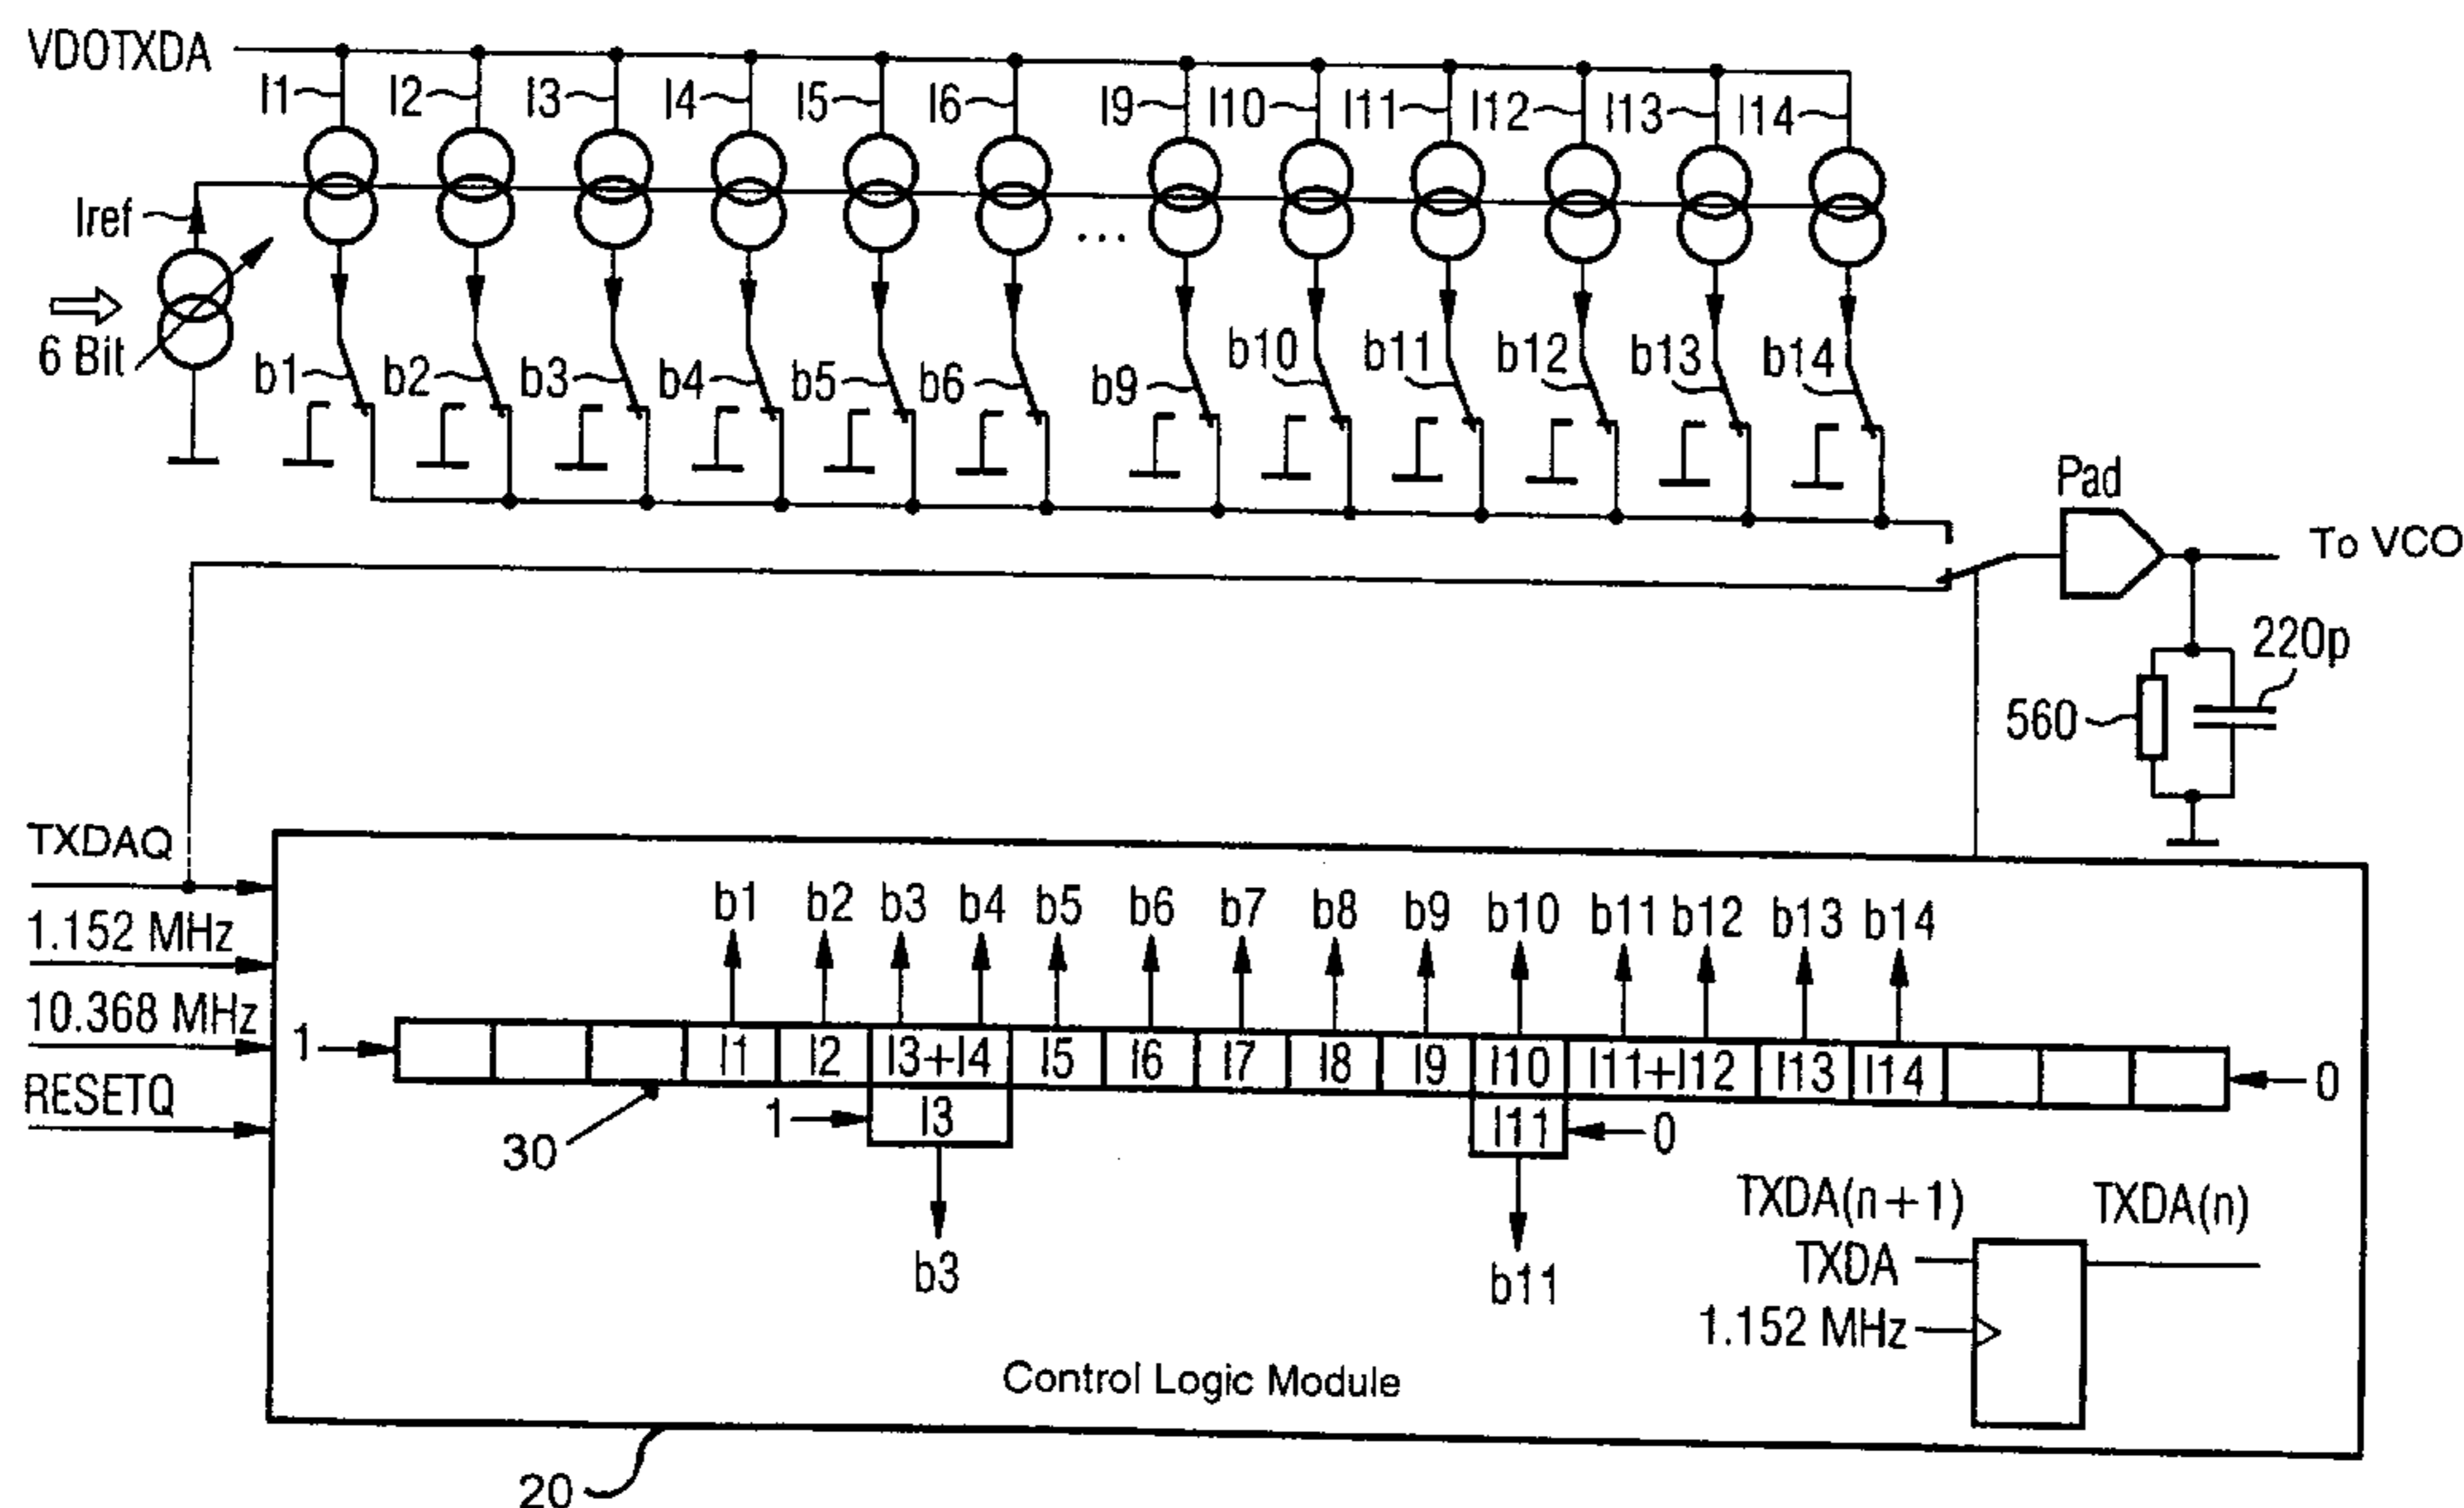 VDOTXDA
I1 I2 I3 I4 I5 I6 I9 I10 I11 I12 I13 I14
Iref
...
6 Bit
b1 b2 b3 b4 b5 b6 b9 b10 b11 b12 b13 b14
Pad
To VCO
220p
560
TXDAQ
1.152 MHz
10.368 MHz
RESETQ
b1 b2 b3 b4 b5 b6 b7 b8 b9 b10 b11 b12 b13 b14
1 I1 I2 I3+I4 I5 I6 I7 I8 I9 I10 I11+I12 I13 I14 0
1 I3 I11 0
30
b3 b11
TXDA(n+1) TXDA(n)
TXDA
1.152 MHz
Control Logic Module
20